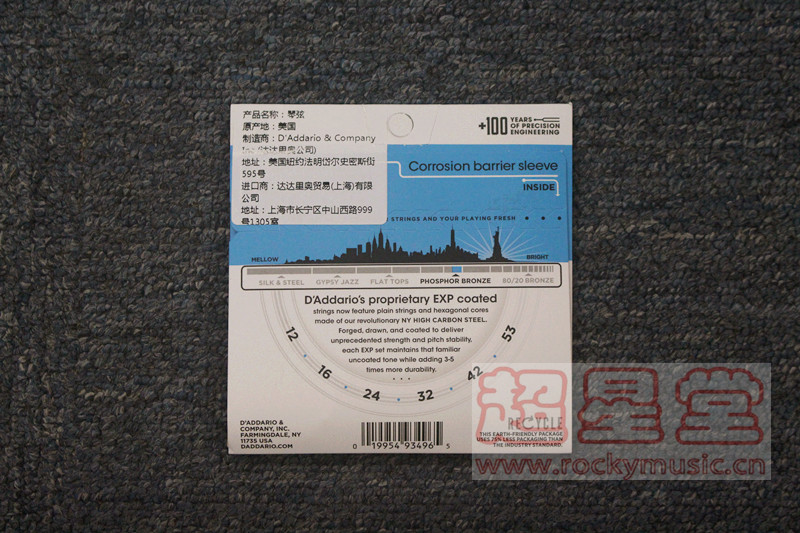 产品名称：琴弦
原产地：美国
制造商：D'Addario & Company
(达达里奥公司)
地址：美国纽约法明岱尔史密斯街
595号
进口商：达达里奥贸易(上海)有限
公司
地址：上海市长宁区中山西路999
号1305室
+100 YEARS
OF PRECISION
ENGINEERING
Corrosion barrier sleeve
INSIDE
STRINGS AND YOUR PLAYING FRESH
MELLOW
BRIGHT
SILK & STEEL GYPSY JAZZ FLAT TOPS PHOSPHOR BRONZE 80/20 BRONZE
D'Addario's proprietary EXP coated
strings now feature plain strings and hexagonal cores
made of our revolutionary NY HIGH CARBON STEEL.
Forged, drawn, and coated to deliver
unprecedented strength and pitch stability,
each EXP set maintains that familiar
uncoated tone while adding 3-5
times more durability.
12 16 24 32 42 53
D'ADDARIO &
COMPANY, INC.
FARMINGDALE, NY
11735 USA
DADDARIO.COM
0 19954 93496 5
RECYCLE
THIS EARTH-FRIENDLY PACKAGE
USES 75% LESS PACKAGING THAN
THE INDUSTRY STANDARD.
超星堂
www.rockymusic.cn